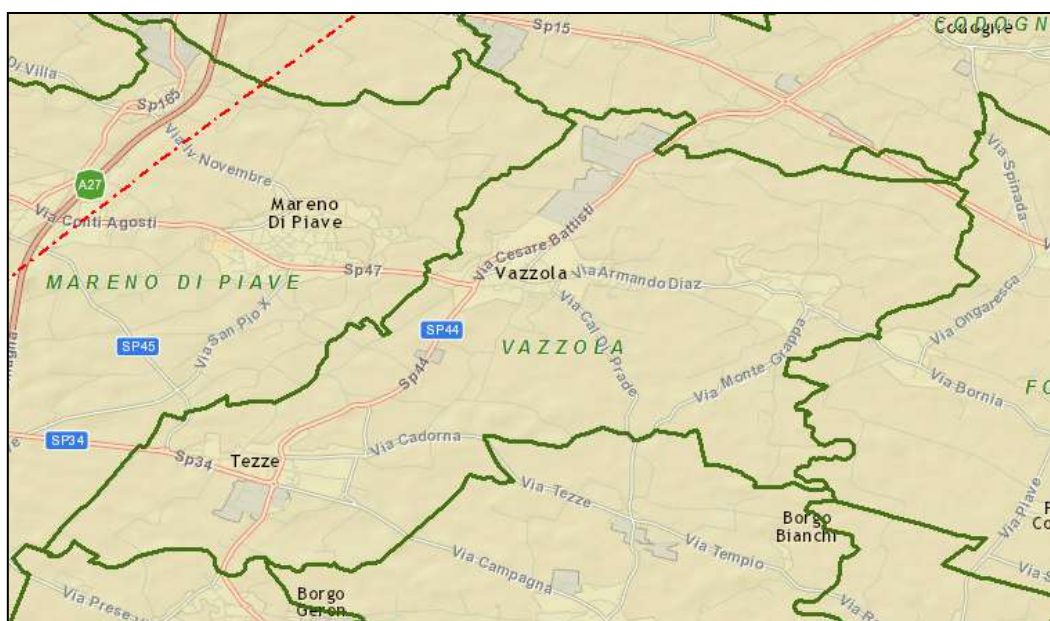 CODOGN
Codognè
Sp15
Di Villa
Sp165
Via Iv Novembre
Via Spinada
A27
Mareno
Di Piave
Via Conti Agosti
Via Cesare Battisti
Sp47
Vazzola
Via Armando Diaz
MARENO DI PIAVE
Via San Pio X
Via Cal Di Prade
Via Ongaresca
SP44
SP45
VAZZOLA
Sp44
Via Monte Grappa
Via Bornia
FO
SP34
Via Cadorna
Sp34
Tezze
Via Tezze
Via Piave
Borgo
Bianchi
Via Tempio
Via Campagna
Borgo
Geron
Via Prese